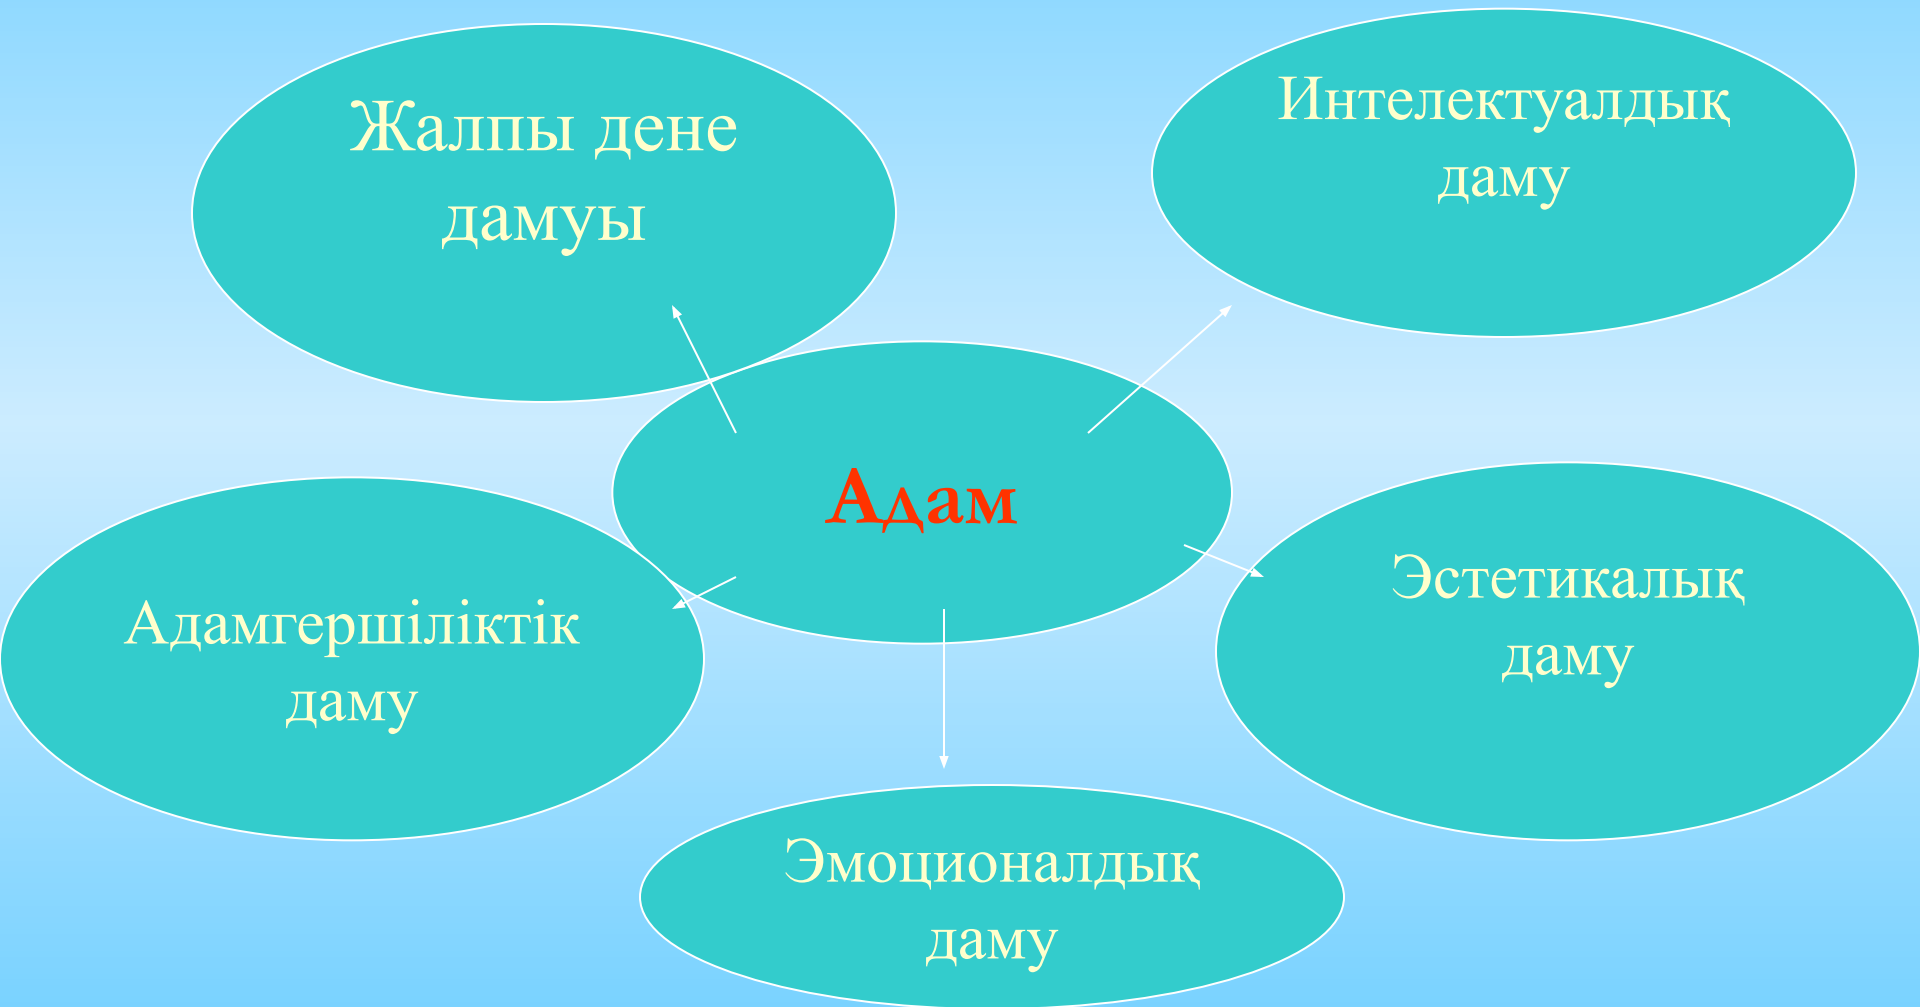 Жалпы дене
дамуы
Интелектуалдық
даму
Адам
Адамгершіліктік
даму
Эстетикалық
даму
Эмоционалдық
даму